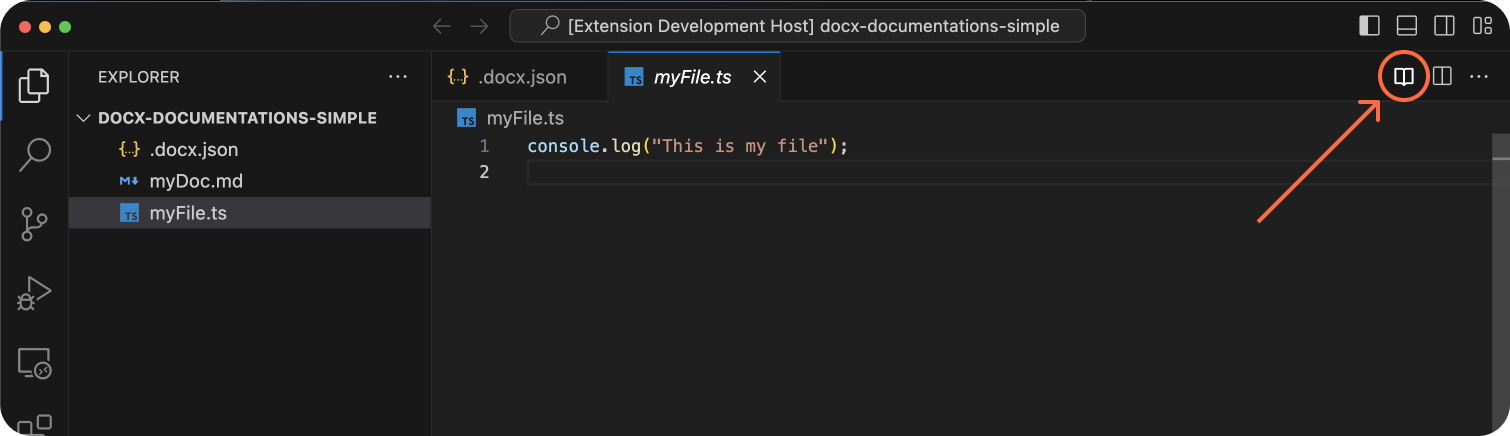 [Extension Development Host] docx-documentations-simple
EXPLORER
DOCX-DOCUMENTATIONS-SIMPLE
{..} .docx.json
M↓ myDoc.md
TS myFile.ts
{..} .docx.json
TS myFile.ts
TS myFile.ts
1 console.log("This is my file");
2